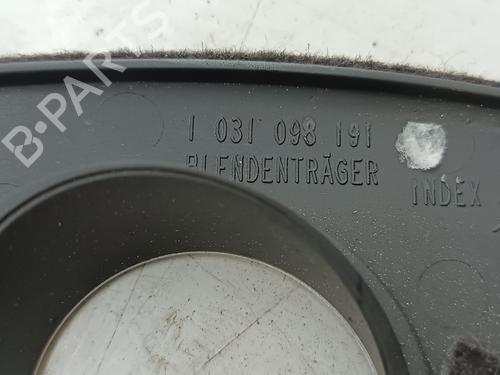 B-PARTS
1 031 098 191
BLENDENTRÄGER
INDEX